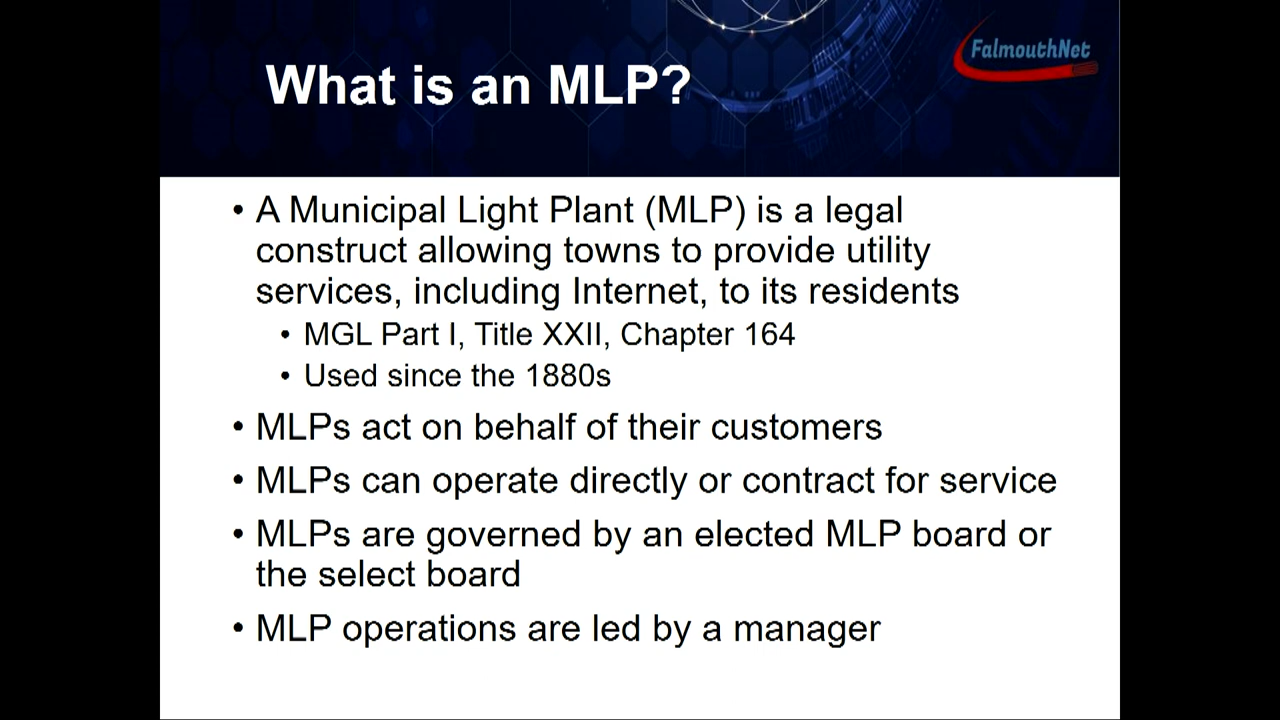 FalmouthNet
What is an MLP?
• A Municipal Light Plant (MLP) is a legal
construct allowing towns to provide utility
services, including Internet, to its residents
• MGL Part I, Title XXII, Chapter 164
• Used since the 1880s
• MLPs act on behalf of their customers
• MLPs can operate directly or contract for service
• MLPs are governed by an elected MLP board or
the select board
• MLP operations are led by a manager